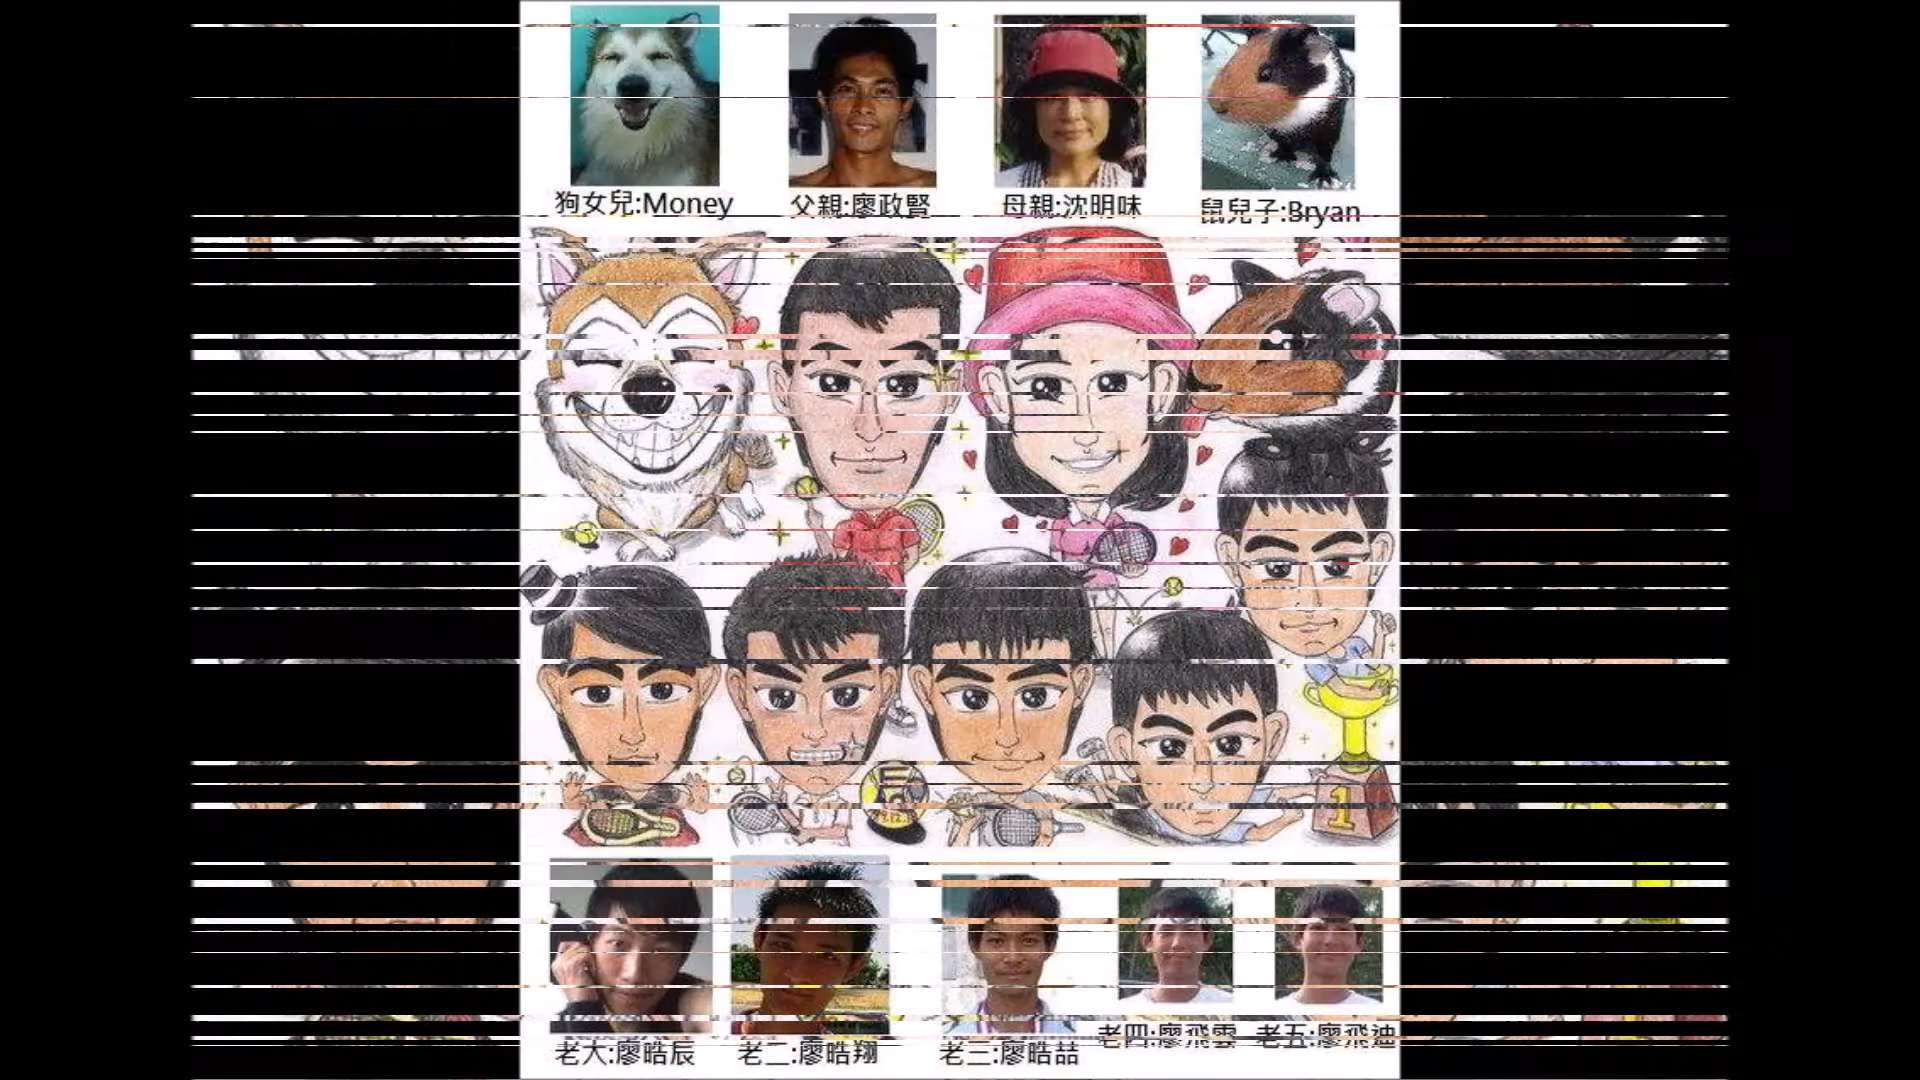 狗女兒:Money
父親:廖政賢
母親:沈明味
鼠兒子:Bryan
1
老大:廖晧辰
老二:廖晧翔
老三:廖晧喆
老四:廖飛雲
老五:廖飛迪